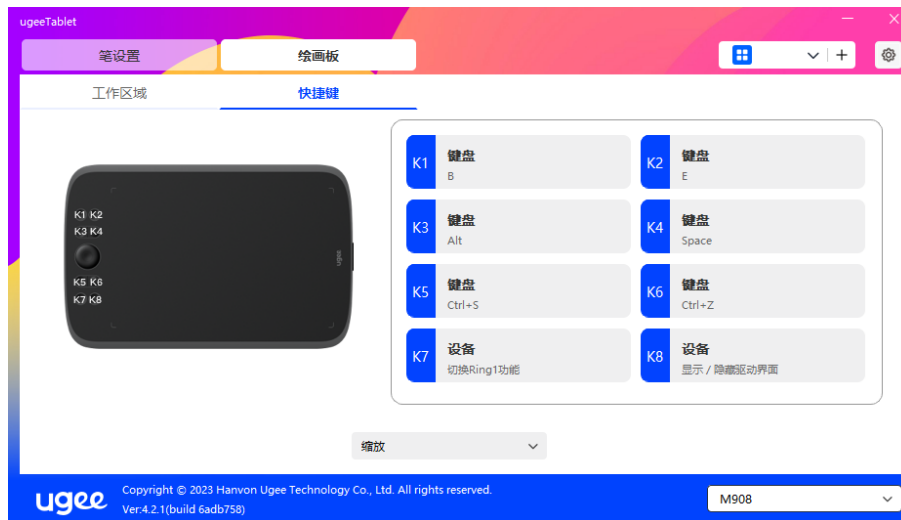 ugeeTablet
笔设置
绘画板
工作区域
快捷键
K1 键盘
B
K2 键盘
E
K3 键盘
Alt
K4 键盘
Space
K5 键盘
Ctrl+S
K6 键盘
Ctrl+Z
K7 设备
切换Ring1功能
K8 设备
显示 / 隐藏驱动界面
K1 K2
K3 K4
K5 K6
K7 K8
ugee
缩放
ugee
Copyright © 2023 Hanvon Ugee Technology Co., Ltd. All rights reserved.
Ver:4.2.1(build 6adb758)
M908